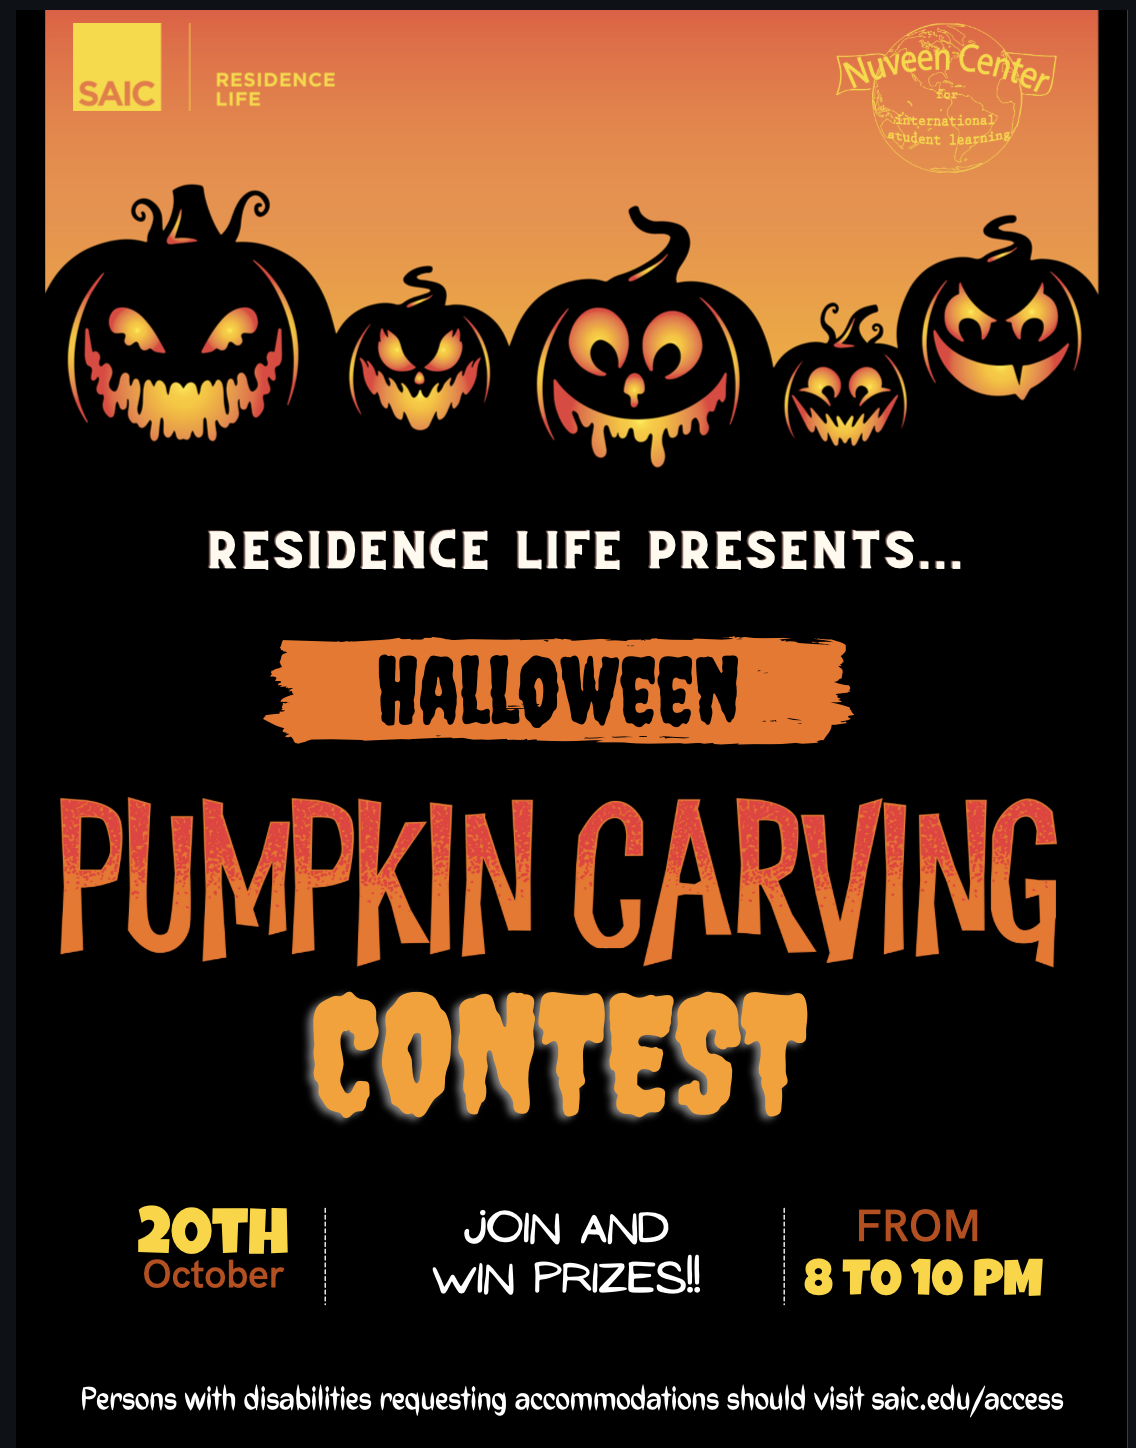 SAIC
RESIDENCE
LIFE
Nuveen Center
for
international
student learning
RESIDENCE LIFE PRESENTS...
HALLOWEEN
PUMPKIN CARVING
CONTEST
20TH
October
JOIN AND
WIN PRIZES!!
FROM
8 TO 10 PM
Persons with disabilities requesting accommodations should visit saic.edu/access